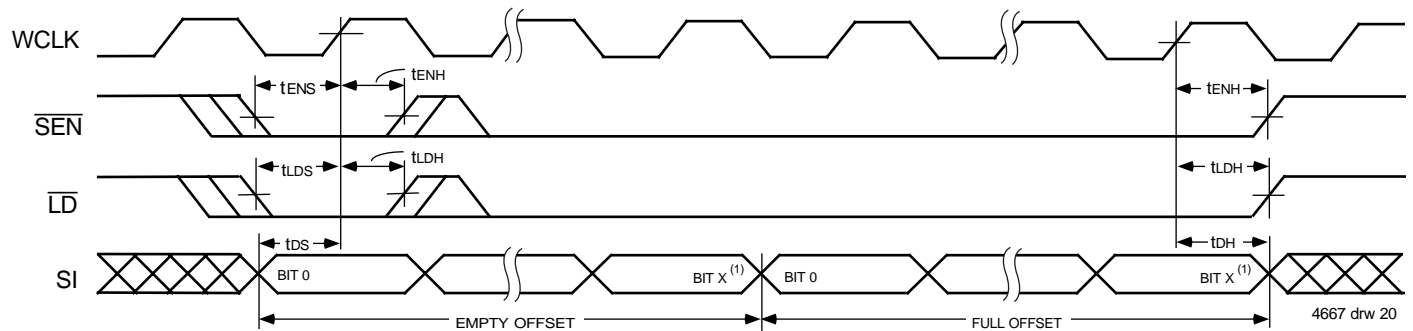 WCLK
tENS
tENH
tENH
SEN
tLDS
tLDH
tLDH
LD
tDS
tDH
SI
BIT 0
BIT X (1)
BIT 0
BIT X (1)
EMPTY OFFSET
FULL OFFSET
4667 drw 20